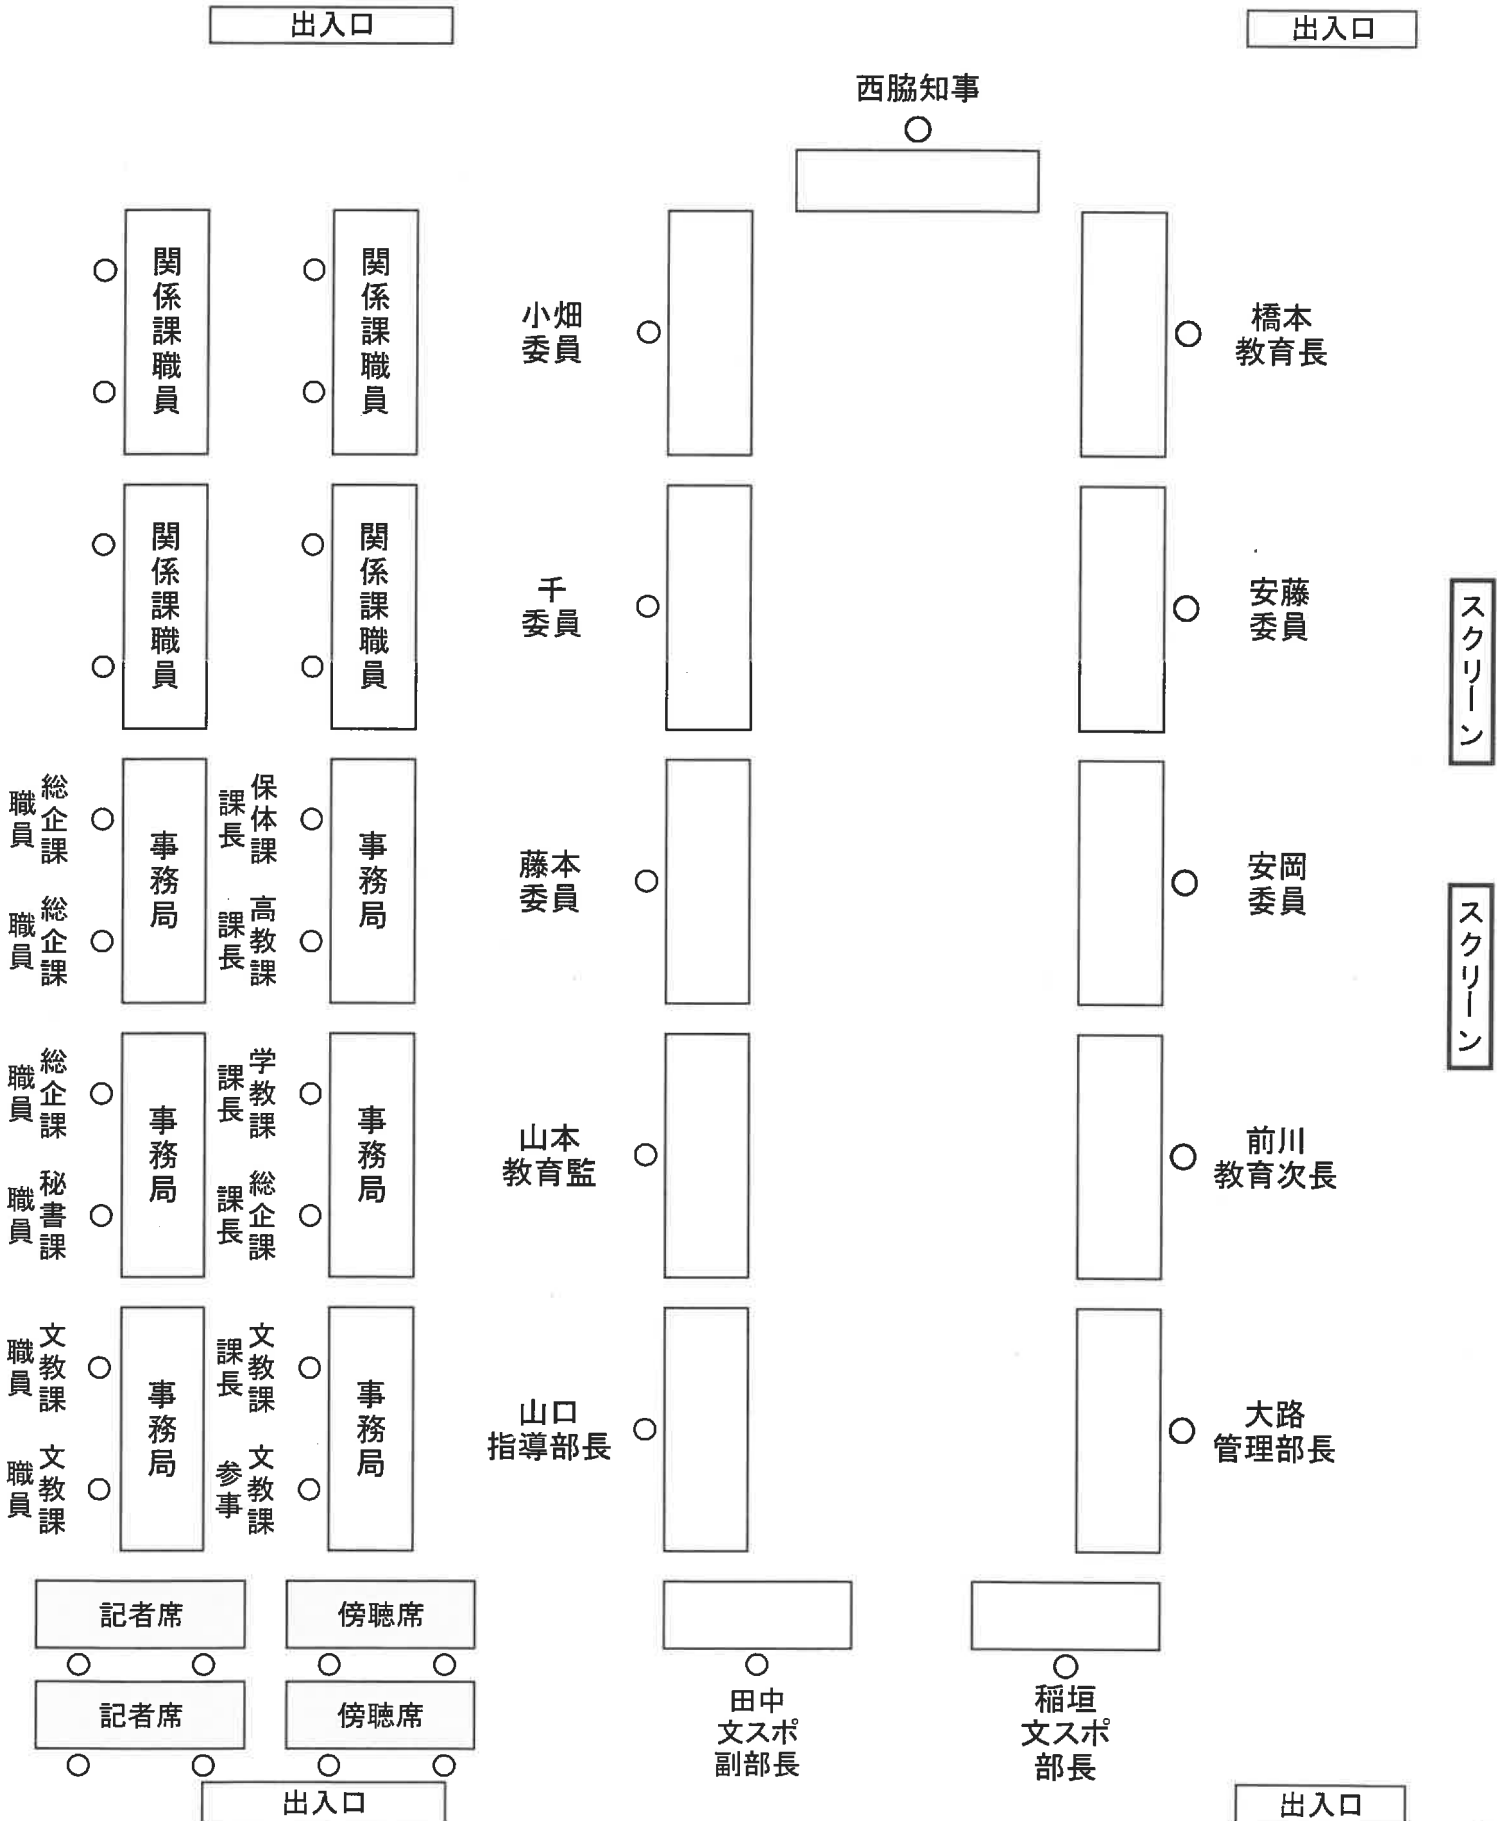 出入口
出入口
西脇知事
関係課職員
関係課職員
小畑
委員
橋本
教育長
関係課職員
関係課職員
千
委員
安藤
委員
スクリーン
総企課
職員
総企課
職員
事務局
保体課
課長
高教課
課長
事務局
藤本
委員
安岡
委員
スクリーン
総企課
職員
秘書課
職員
事務局
学教課
課長
総企課
課長
事務局
山本
教育監
前川
教育次長
文教課
職員
文教課
職員
事務局
文教課
課長
文教課
参事
事務局
山口
指導部長
大路
管理部長
記者席
傍聴席
記者席
傍聴席
田中
文スポ
副部長
稲垣
文スポ
部長
出入口
出入口